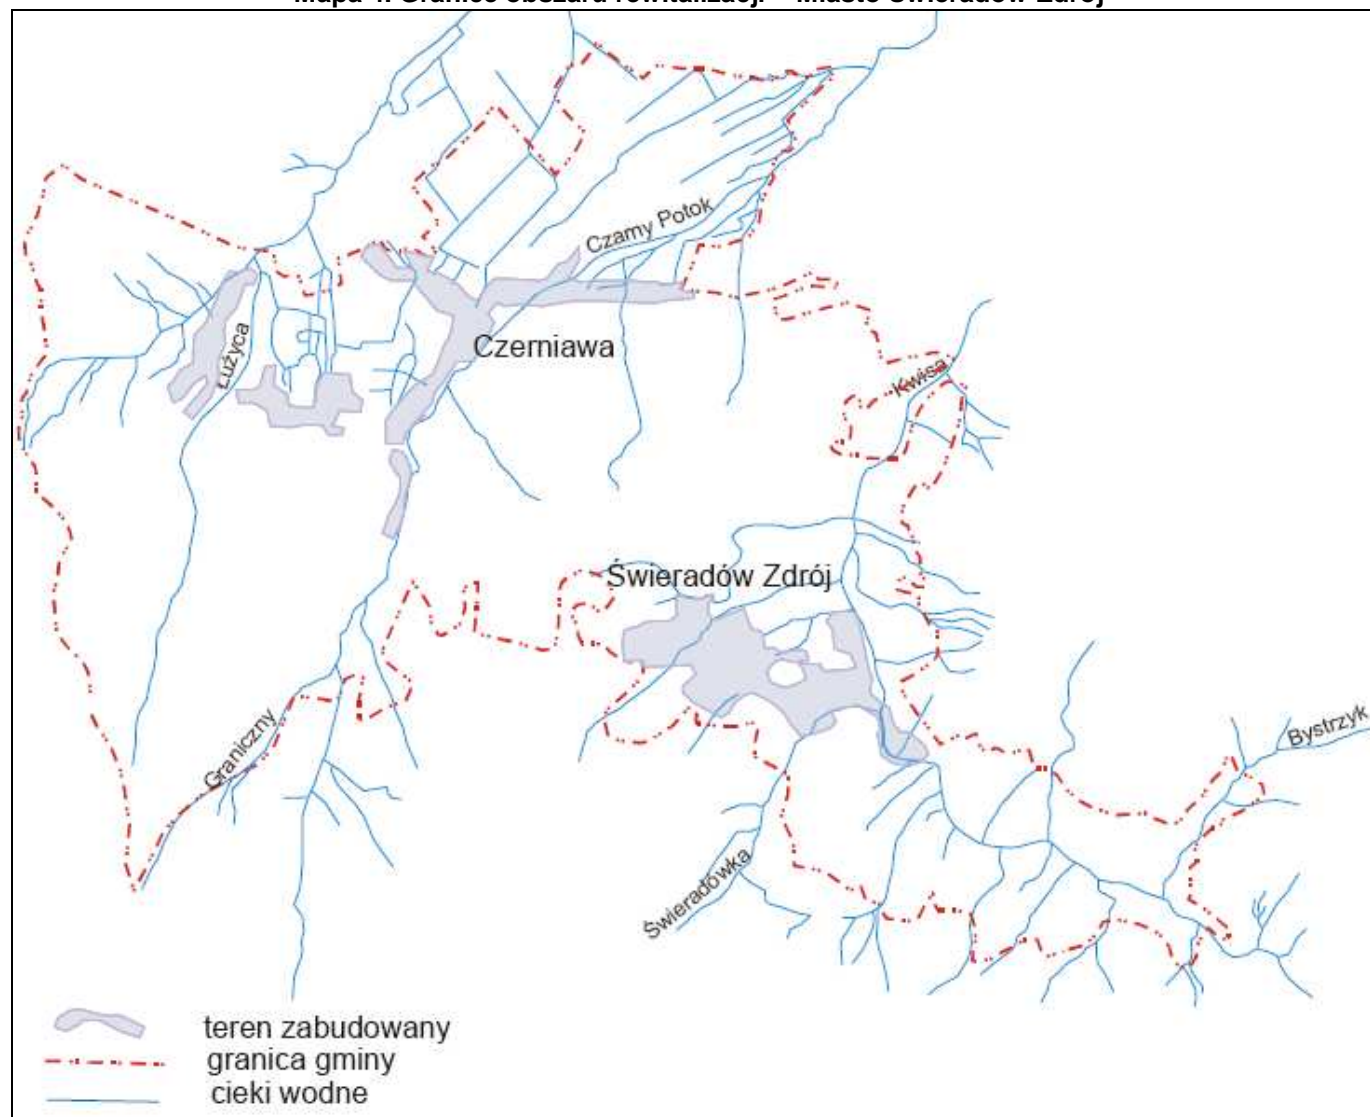 Czarny Potok
Łużyca
Czerniawa
Kwisa
Świeradów Zdrój
Graniczny
Bystrzyk
Świeradówka
teren zabudowany
granica gminy
cieki wodne